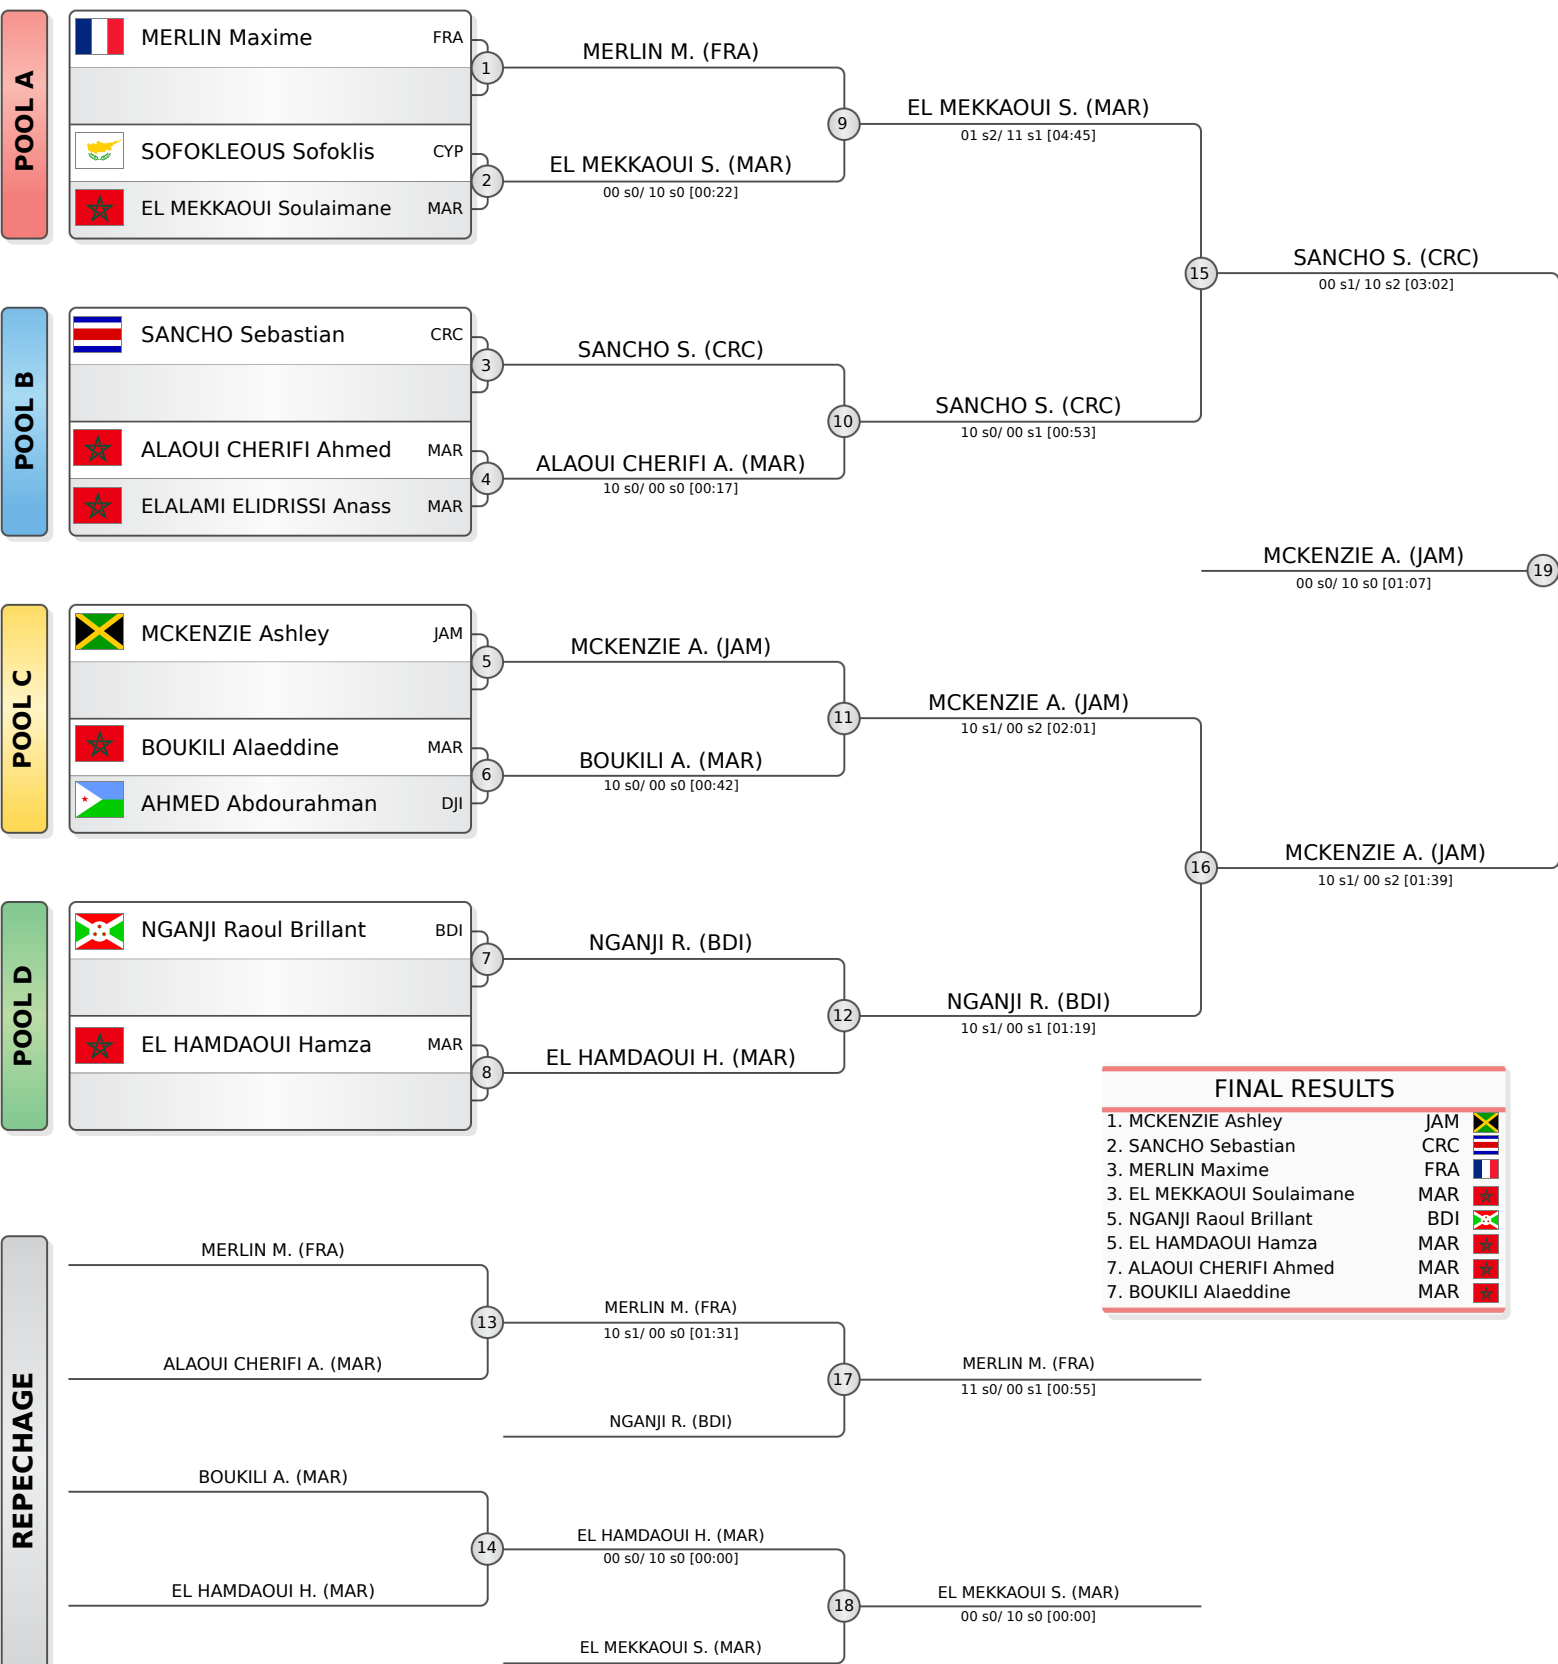 POOL A
MERLIN Maxime FRA
SOFOKLEOUS Sofoklis CYP
EL MEKKAOUI Soulaimane MAR
1
2
MERLIN M. (FRA)
EL MEKKAOUI S. (MAR)
00 s0/ 10 s0 [00:22]
9
EL MEKKAOUI S. (MAR)
01 s2/ 11 s1 [04:45]
POOL B
SANCHO Sebastian CRC
ALAOUI CHERIFI Ahmed MAR
ELALAMI ELIDRISSI Anass MAR
3
4
SANCHO S. (CRC)
ALAOUI CHERIFI A. (MAR)
10 s0/ 00 s0 [00:17]
10
SANCHO S. (CRC)
10 s0/ 00 s1 [00:53]
15
SANCHO S. (CRC)
00 s1/ 10 s2 [03:02]
MCKENZIE A. (JAM)
00 s0/ 10 s0 [01:07]
19
POOL C
MCKENZIE Ashley JAM
BOUKILI Alaeddine MAR
AHMED Abdourahman DJI
5
6
MCKENZIE A. (JAM)
BOUKILI A. (MAR)
10 s0/ 00 s0 [00:42]
11
MCKENZIE A. (JAM)
10 s1/ 00 s2 [02:01]
POOL D
NGANJI Raoul Brillant BDI
EL HAMDAOUI Hamza MAR
7
8
NGANJI R. (BDI)
EL HAMDAOUI H. (MAR)
12
NGANJI R. (BDI)
10 s1/ 00 s1 [01:19]
16
MCKENZIE A. (JAM)
10 s1/ 00 s2 [01:39]
FINAL RESULTS
1. MCKENZIE Ashley JAM
2. SANCHO Sebastian CRC
3. MERLIN Maxime FRA
3. EL MEKKAOUI Soulaimane MAR
5. NGANJI Raoul Brillant BDI
5. EL HAMDAOUI Hamza MAR
7. ALAOUI CHERIFI Ahmed MAR
7. BOUKILI Alaeddine MAR
REPECHAGE
MERLIN M. (FRA)
ALAOUI CHERIFI A. (MAR)
13
MERLIN M. (FRA)
10 s1/ 00 s0 [01:31]
NGANJI R. (BDI)
17
MERLIN M. (FRA)
11 s0/ 00 s1 [00:55]
BOUKILI A. (MAR)
EL HAMDAOUI H. (MAR)
14
EL HAMDAOUI H. (MAR)
00 s0/ 10 s0 [00:00]
EL MEKKAOUI S. (MAR)
18
EL MEKKAOUI S. (MAR)
00 s0/ 10 s0 [00:00]